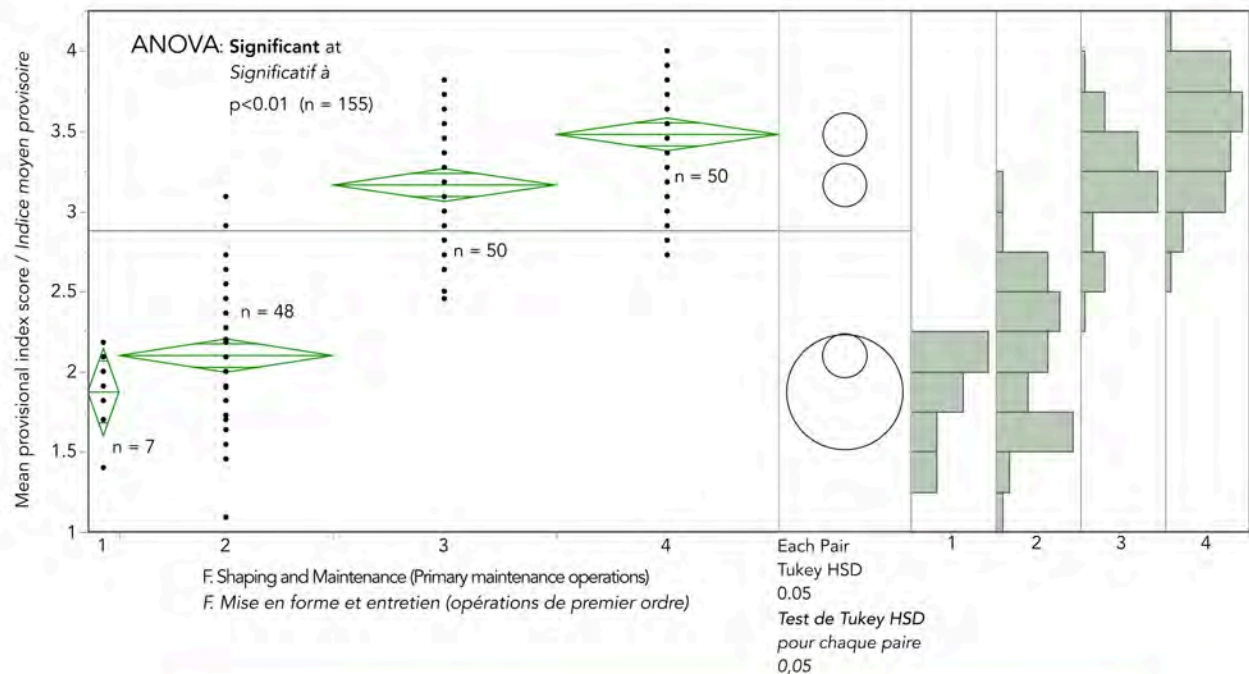 Mean provisional index score / Indice moyen provisoire
4
3.5
3
2.5
2
1.5
1
ANOVA: Significant at
Significatif à
p<0.01 (n = 155)
n = 7
n = 48
n = 50
n = 50
1
2
3
4
F. Shaping and Maintenance (Primary maintenance operations)
F. Mise en forme et entretien (opérations de premier ordre)
Each Pair
Tukey HSD
0.05
Test de Tukey HSD
pour chaque paire
0,05
1
2
3
4